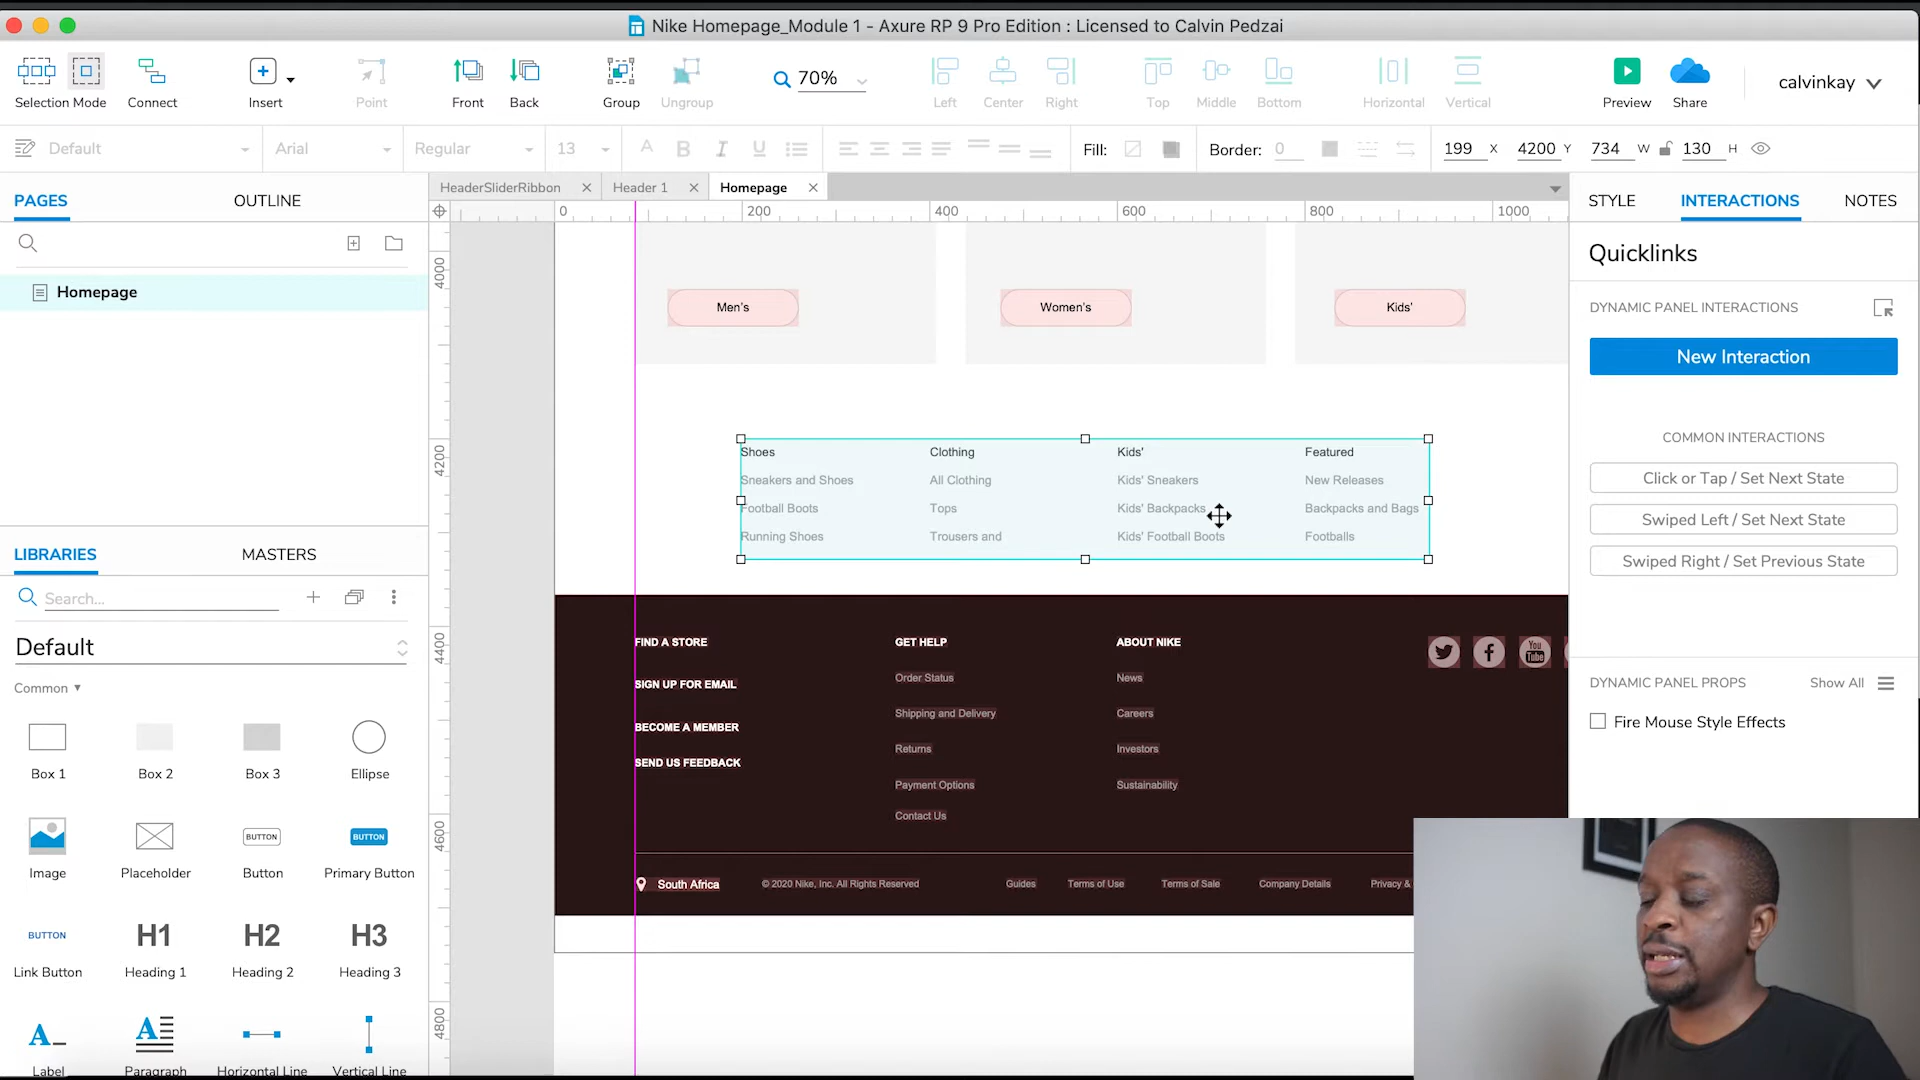 Nike Homepage_Module 1 - Axure RP 9 Pro Edition : Licensed to Calvin Pedzai
Selection Mode Connect Insert Point Front Back Group Ungroup 70% Left Center Right Top Middle Bottom Horizontal Vertical Preview Share calvinkay
Default Arial Regular 13 A B I U Fill: Border: 0 199 X 4200 Y 734 W 130 H
PAGES OUTLINE
HeaderSliderRibbon Header 1 Homepage
STYLE INTERACTIONS NOTES
0 200 400 600 800 1000
Homepage
4000
4200
4400
4600
4800
Men's Women's Kids'
Shoes Clothing Kids' Featured
Sneakers and Shoes All Clothing Kids' Sneakers New Releases
Football Boots Tops Kids' Backpacks Backpacks and Bags
Running Shoes Trousers and Kids' Football Boots Footballs
FIND A STORE GET HELP ABOUT NIKE
Order Status News
SIGN UP FOR EMAIL
Shipping and Delivery Careers
BECOME A MEMBER
Returns Investors
SEND US FEEDBACK
Payment Options Sustainability
Contact Us
You
Tube
South Africa © 2020 Nike, Inc. All Rights Reserved Guides Terms of Use Terms of Sale Company Details Privacy &
Quicklinks
DYNAMIC PANEL INTERACTIONS
New Interaction
COMMON INTERACTIONS
Click or Tap / Set Next State
Swiped Left / Set Next State
Swiped Right / Set Previous State
DYNAMIC PANEL PROPS Show All
Fire Mouse Style Effects
LIBRARIES MASTERS
Search...
Default
Common
Box 1 Box 2 Box 3 Ellipse
BUTTON BUTTON
Image Placeholder Button Primary Button
BUTTON H1 H2 H3
Link Button Heading 1 Heading 2 Heading 3
A A
Label Paragraph Horizontal Line Vertical Line